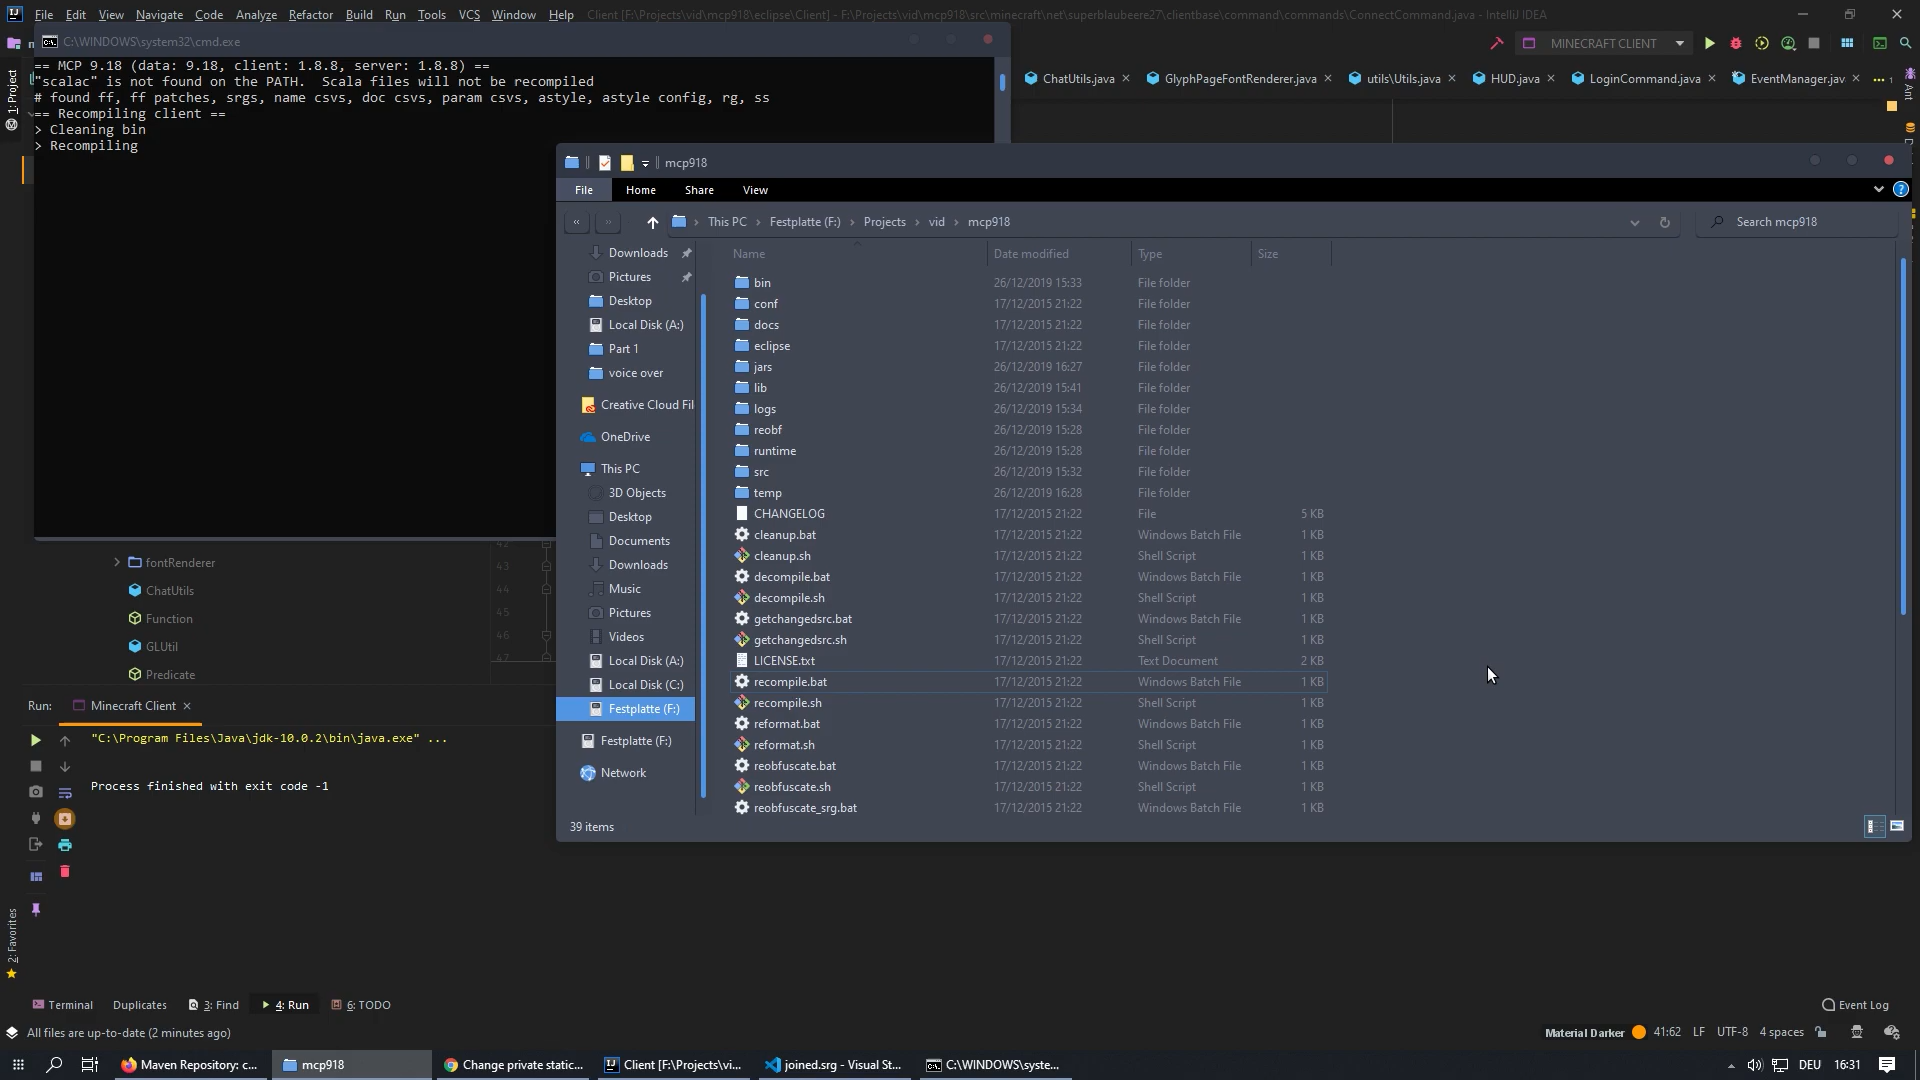 File Edit View Navigate Code Analyze Refactor Build Run Tools VCS Window Help Client [F:\Projects\vid\mcp918\eclipse\Client] - F:\Projects\vid\mcp918\src\minecraft\net\superblaubeere27\clientbase\command\commands\ConnectCommand.java - IntelliJ IDEA
C:\WINDOWS\system32\cmd.exe
MINECRAFT CLIENT
== MCP 9.18 (data: 9.18, client: 1.8.8, server: 1.8.8) ==
"scalac" is not found on the PATH.  Scala files will not be recompiled
# found ff, ff patches, srgs, name csvs, doc csvs, param csvs, astyle, astyle config, rg, ss
== Recompiling client ==
> Cleaning bin
> Recompiling
ChatUtils.java GlyphPageFontRenderer.java utils\Utils.java HUD.java LoginCommand.java EventManager.jav
1: Project
Ant
mcp918
File Home Share View
This PC Festplatte (F:) Projects vid mcp918
Search mcp918
Downloads
Pictures
Desktop
Local Disk (A:)
Part 1
voice over
Creative Cloud Fil
OneDrive
This PC
3D Objects
Desktop
Documents
Downloads
Music
Pictures
Videos
Local Disk (A:)
Local Disk (C:)
Festplatte (F:)
Festplatte (F:)
Network
Name Date modified Type Size
bin 26/12/2019 15:33 File folder
conf 17/12/2015 21:22 File folder
docs 17/12/2015 21:22 File folder
eclipse 17/12/2015 21:22 File folder
jars 26/12/2019 16:27 File folder
lib 26/12/2019 15:41 File folder
logs 26/12/2019 15:34 File folder
reobf 26/12/2019 15:28 File folder
runtime 26/12/2019 15:28 File folder
src 26/12/2019 15:32 File folder
temp 26/12/2019 16:28 File folder
CHANGELOG 17/12/2015 21:22 File 5 KB
cleanup.bat 17/12/2015 21:22 Windows Batch File 1 KB
cleanup.sh 17/12/2015 21:22 Shell Script 1 KB
decompile.bat 17/12/2015 21:22 Windows Batch File 1 KB
decompile.sh 17/12/2015 21:22 Shell Script 1 KB
getchangedsrc.bat 17/12/2015 21:22 Windows Batch File 1 KB
getchangedsrc.sh 17/12/2015 21:22 Shell Script 1 KB
LICENSE.txt 17/12/2015 21:22 Text Document 2 KB
recompile.bat 17/12/2015 21:22 Windows Batch File 1 KB
recompile.sh 17/12/2015 21:22 Shell Script 1 KB
reformat.bat 17/12/2015 21:22 Windows Batch File 1 KB
reformat.sh 17/12/2015 21:22 Shell Script 1 KB
reobfuscate.bat 17/12/2015 21:22 Windows Batch File 1 KB
reobfuscate.sh 17/12/2015 21:22 Shell Script 1 KB
reobfuscate_srg.bat 17/12/2015 21:22 Windows Batch File 1 KB
39 items
fontRenderer
ChatUtils
Function
GLUtil
Predicate
43
44
45
46
47
Run: Minecraft Client
"C:\Program Files\Java\jdk-10.0.2\bin\java.exe" ...
Process finished with exit code -1
2: Favorites
Terminal Duplicates 3: Find 4: Run 6: TODO Event Log
All files are up-to-date (2 minutes ago) Material Darker 41:62 LF UTF-8 4 spaces
Maven Repository: c... mcp918 Change private static... Client [F:\Projects\vi... joined.srg - Visual St... C:\WINDOWS\syste... DEU 16:31